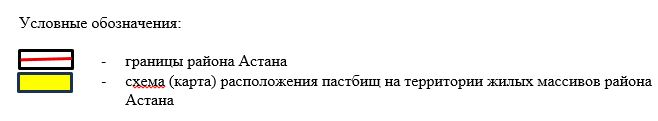 Условные обозначения:
- границы района Астана
- схема (карта) расположения пастбищ на территории жилых массивов района
Астана